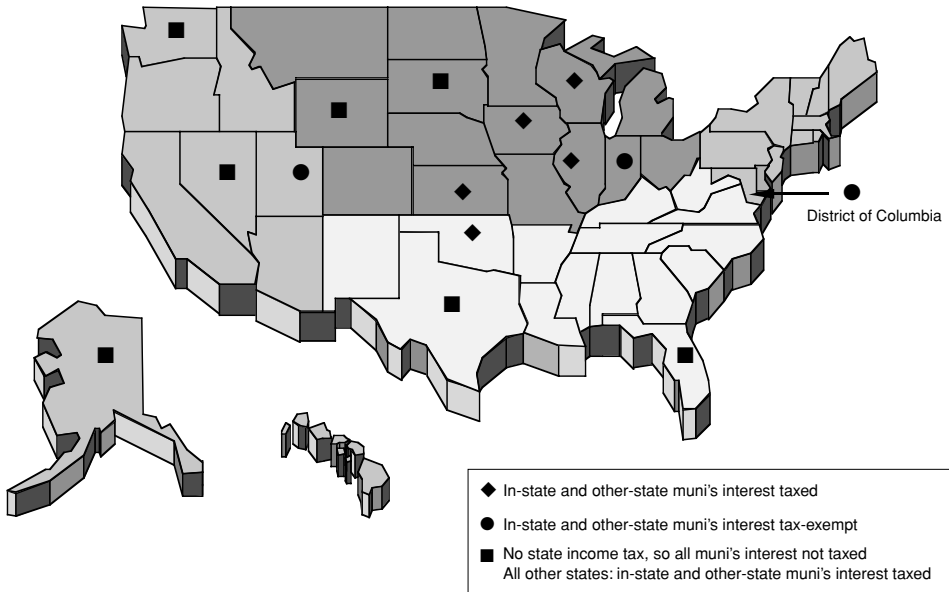 District of Columbia
In-state and other-state muni's interest taxed
In-state and other-state muni's interest tax-exempt
No state income tax, so all muni's interest not taxed
All other states: in-state and other-state muni's interest taxed